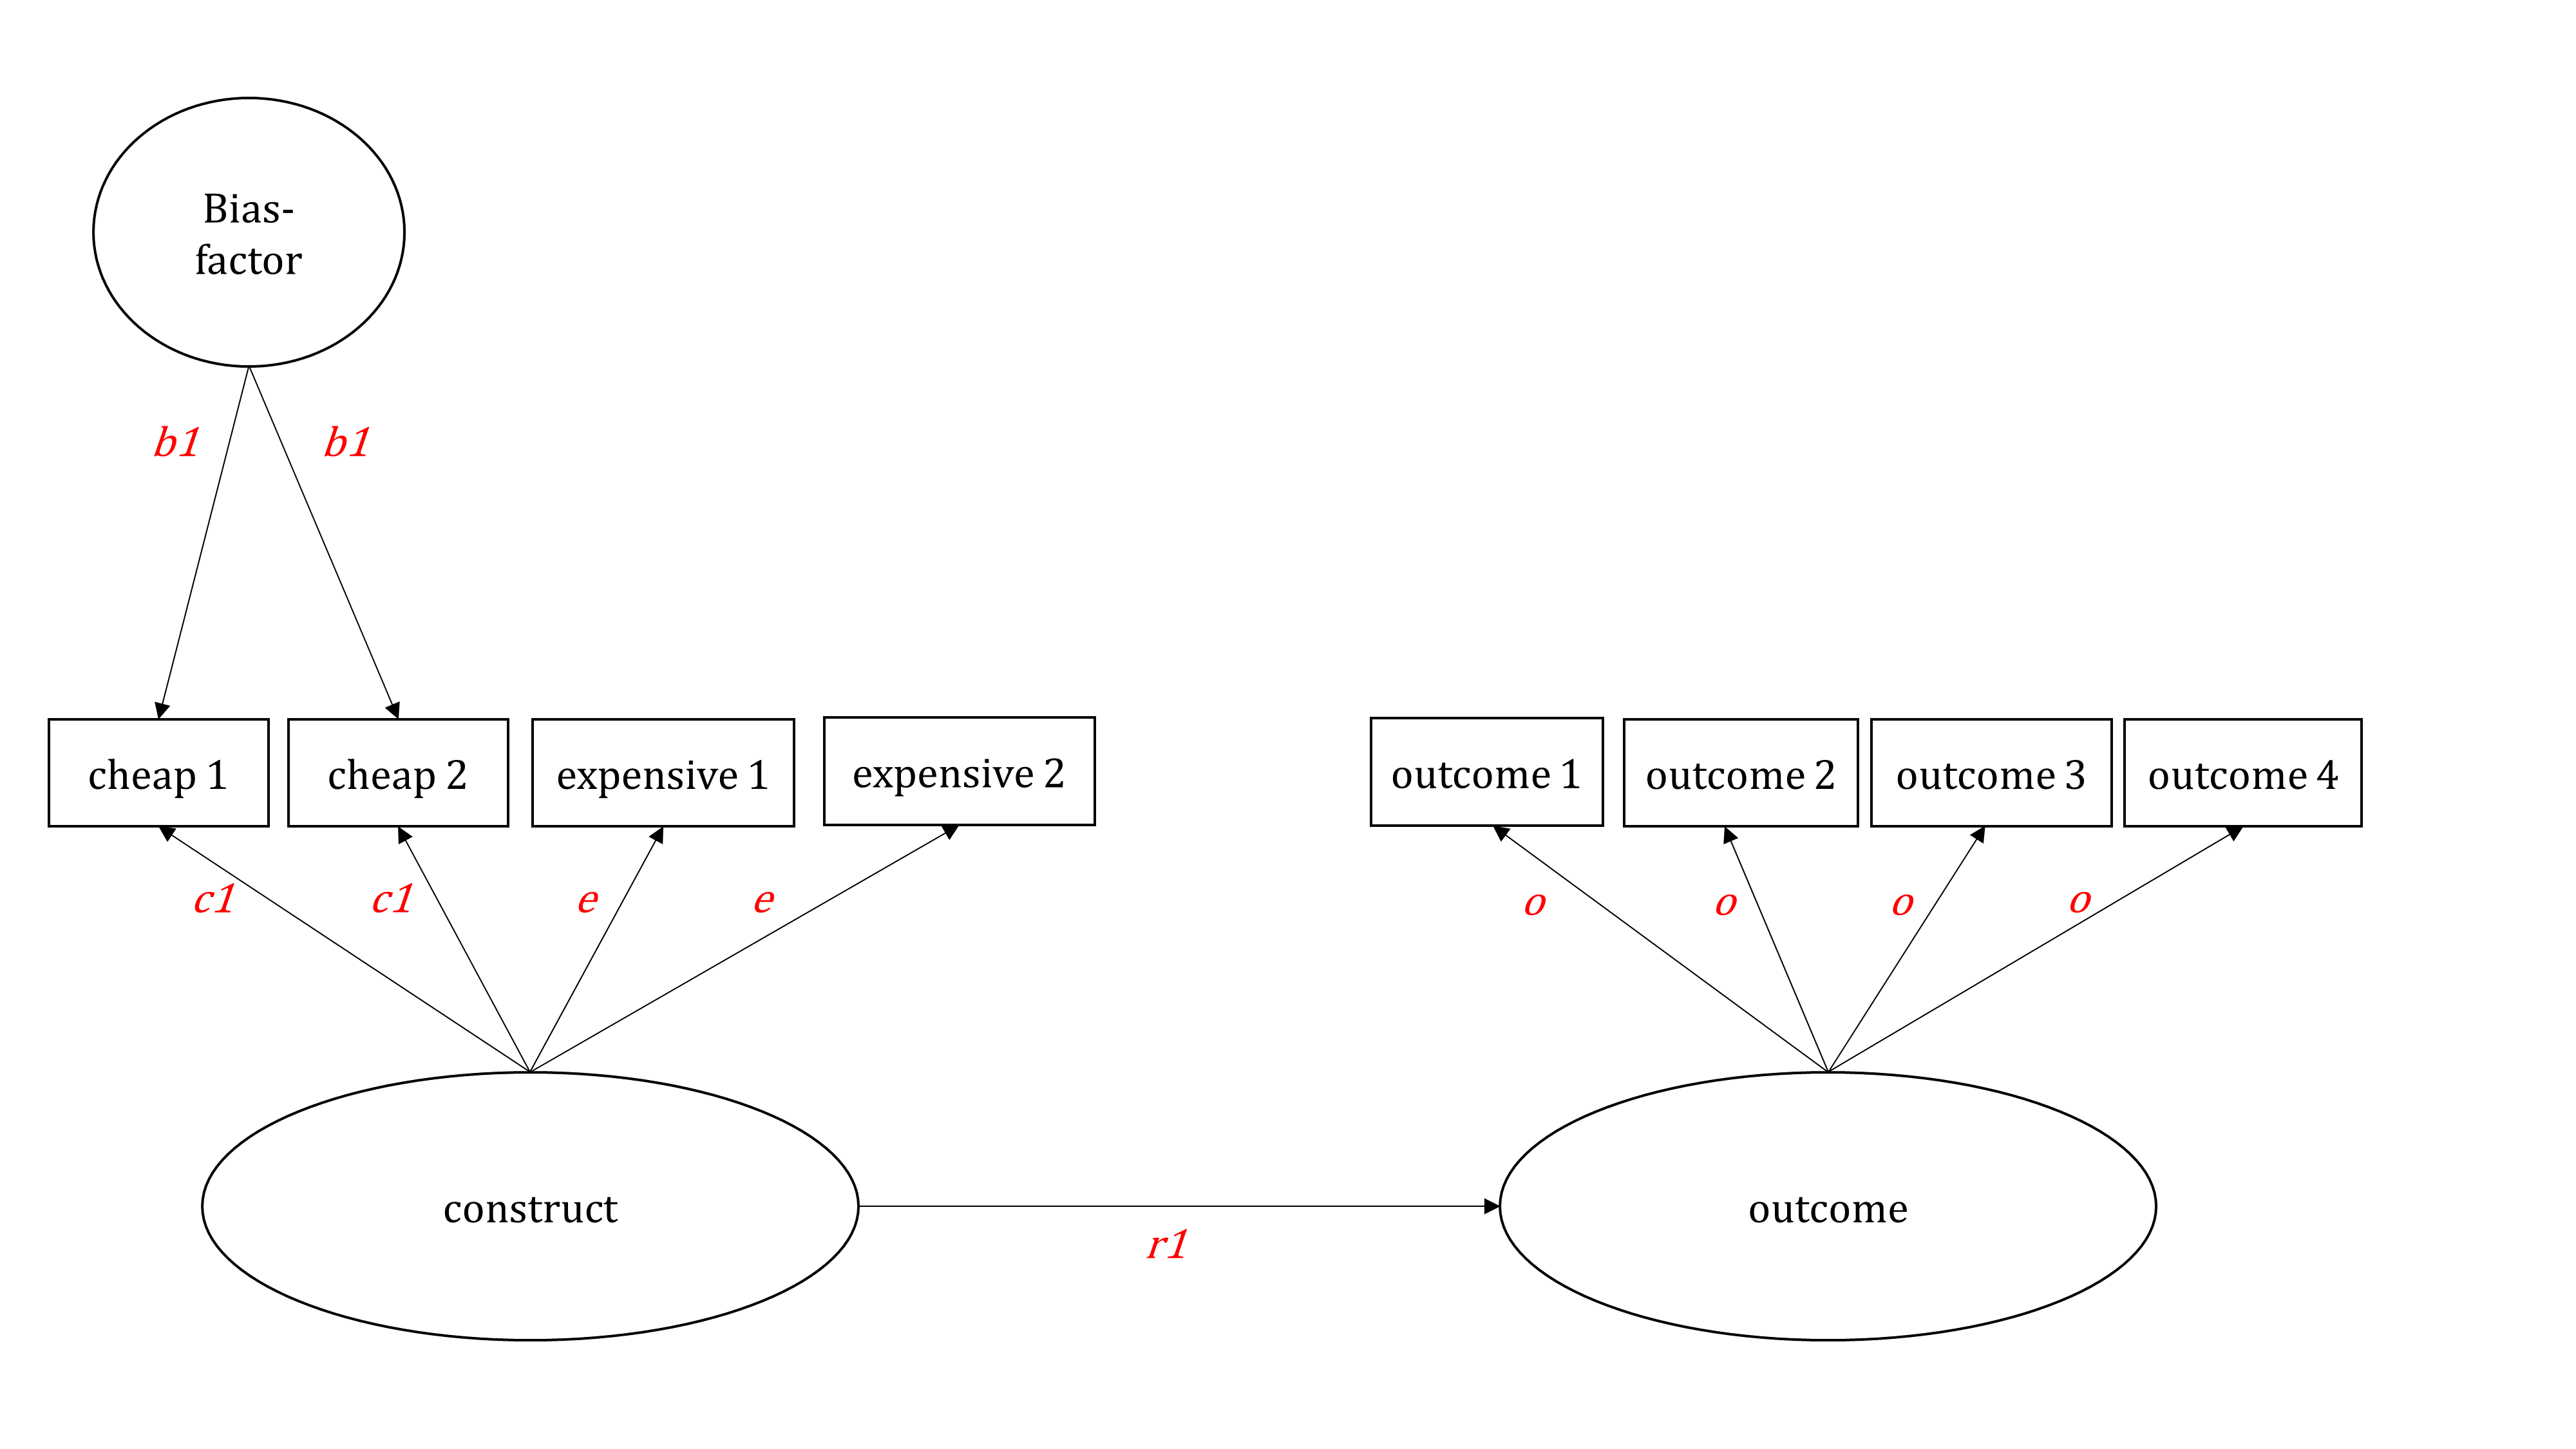 Bias-
factor
b1 b1
cheap 1 cheap 2 expensive 1 expensive 2 outcome 1 outcome 2 outcome 3 outcome 4
c1 c1 e e o o o o
construct outcome
r1